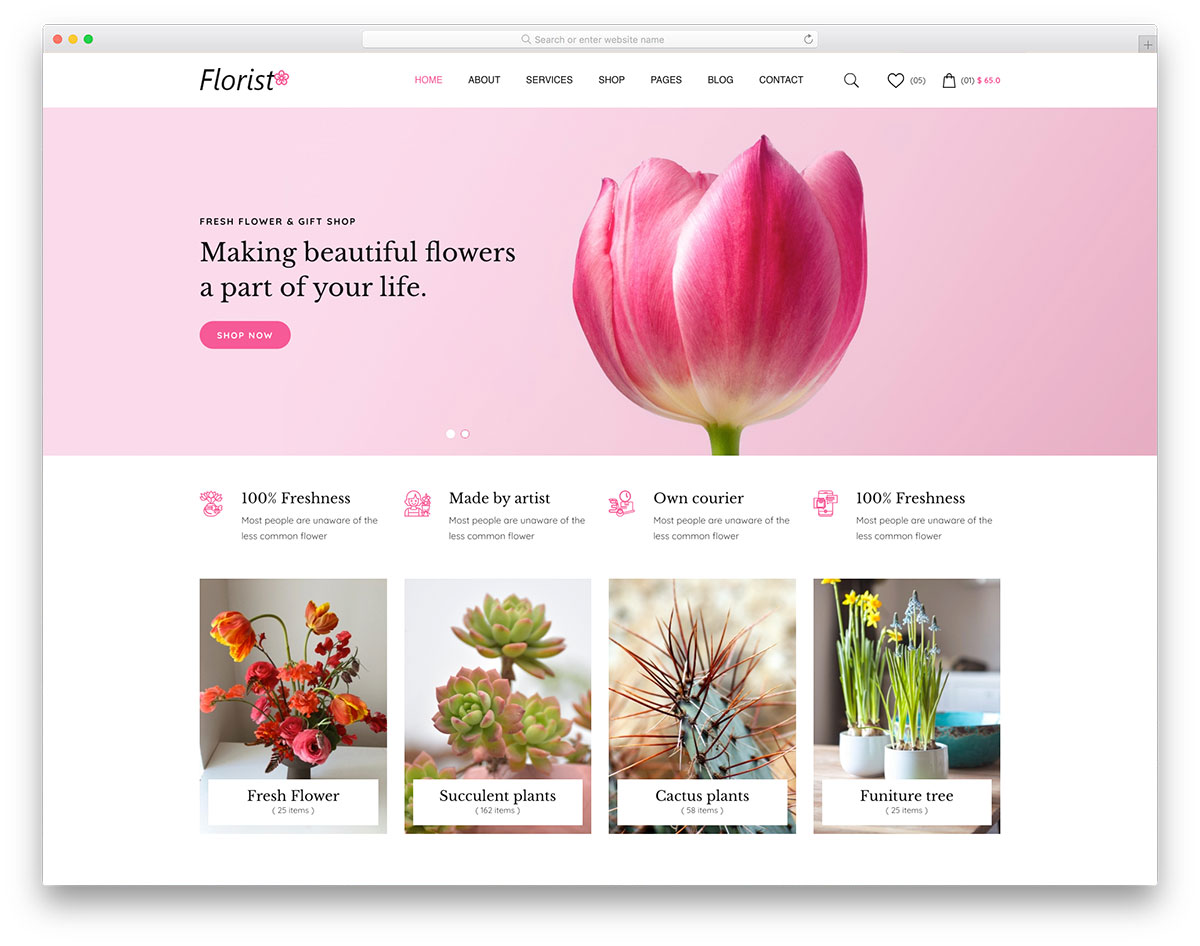 Search or enter website name
Florist
HOME ABOUT SERVICES SHOP PAGES BLOG CONTACT (05) (01) $ 65.0
FRESH FLOWER & GIFT SHOP
Making beautiful flowers
a part of your life.
SHOP NOW
100% Freshness
Most people are unaware of the
less common flower
Made by artist
Most people are unaware of the
less common flower
Own courier
Most people are unaware of the
less common flower
100% Freshness
Most people are unaware of the
less common flower
Fresh Flower
( 25 items )
Succulent plants
( 162 items )
Cactus plants
( 58 items )
Funiture tree
( 25 items )